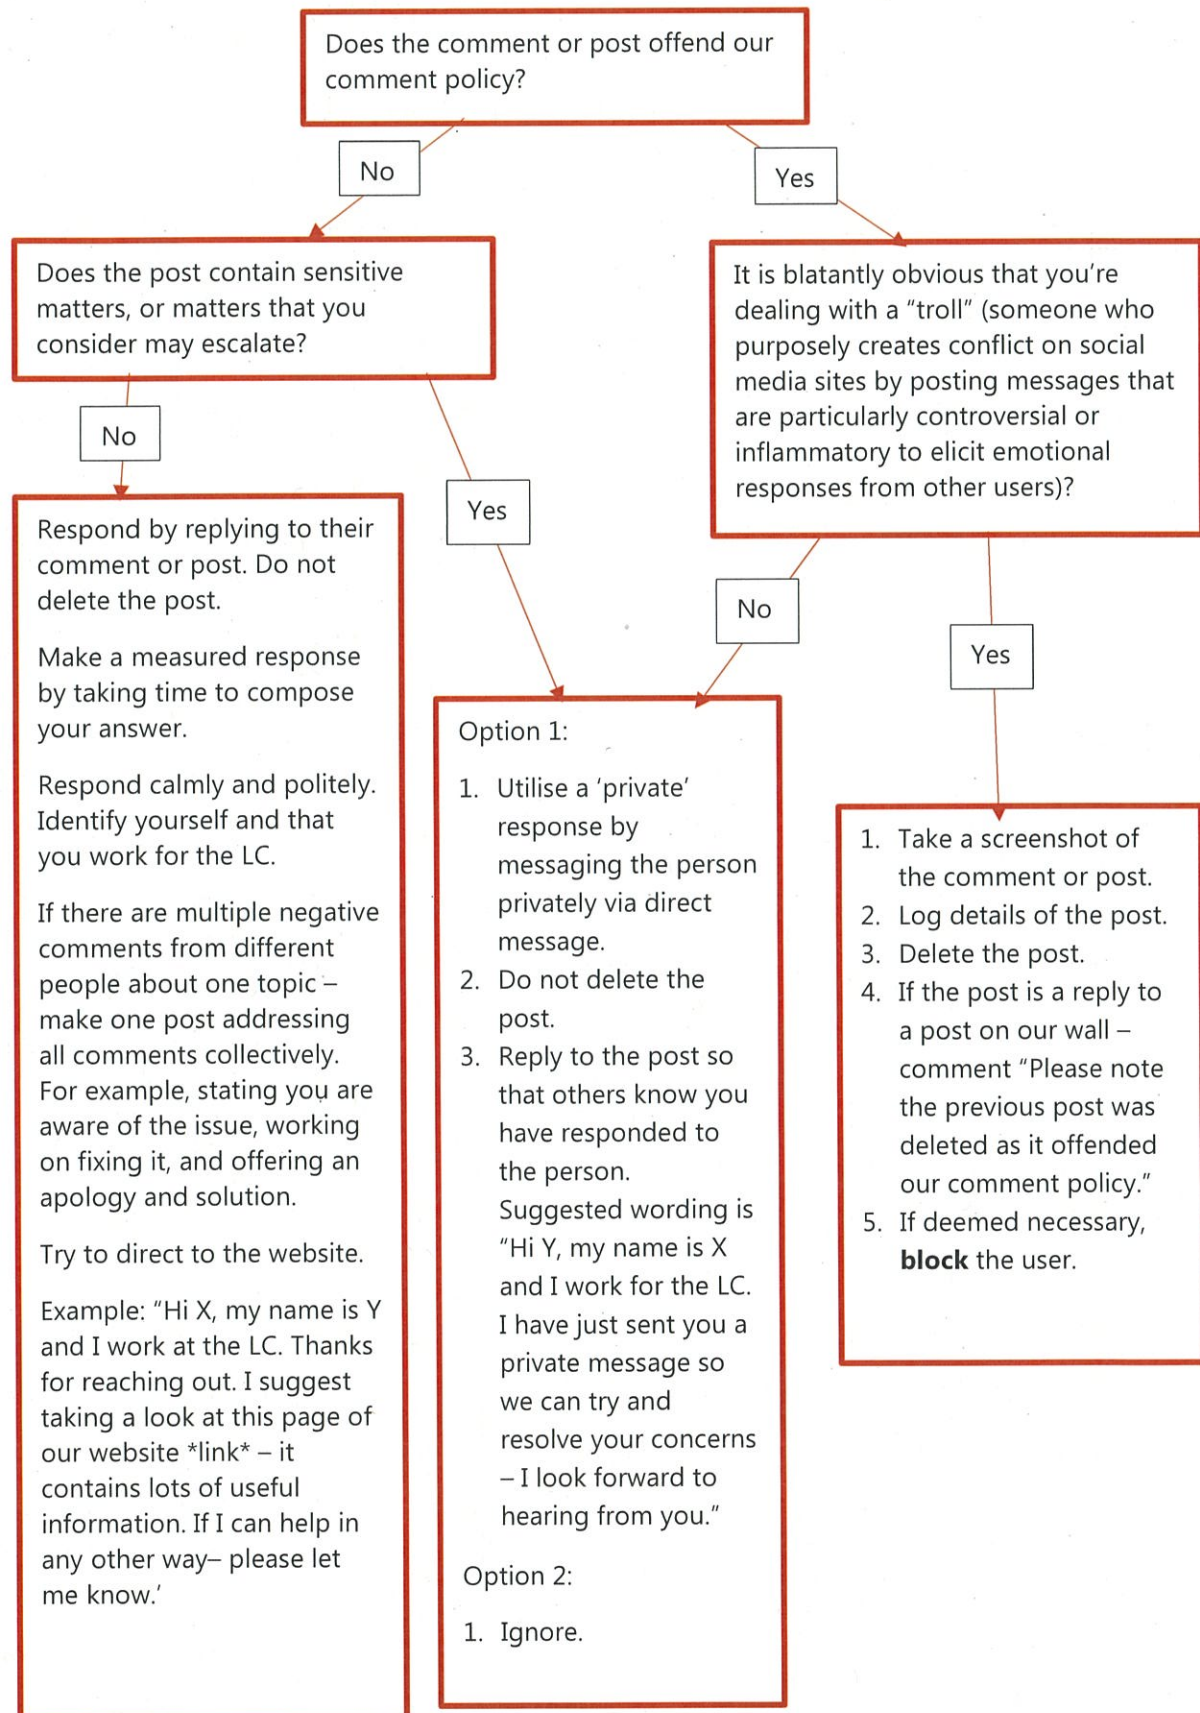 Does the comment or post offend our
comment policy?
No
Yes
Does the post contain sensitive
matters, or matters that you
consider may escalate?
It is blatantly obvious that you're
dealing with a “troll” (someone who
purposely creates conflict on social
media sites by posting messages that
are particularly controversial or
inflammatory to elicit emotional
responses from other users)?
No
Yes
No
Yes
Respond by replying to their
comment or post. Do not
delete the post.
Make a measured response
by taking time to compose
your answer.
Respond calmly and politely.
Identify yourself and that
you work for the LC.
If there are multiple negative
comments from different
people about one topic –
make one post addressing
all comments collectively.
For example, stating you are
aware of the issue, working
on fixing it, and offering an
apology and solution.
Try to direct to the website.
Example: “Hi X, my name is Y
and I work at the LC. Thanks
for reaching out. I suggest
taking a look at this page of
our website *link* – it
contains lots of useful
information. If I can help in
any other way– please let
me know.’
Option 1:
1. Utilise a ‘private’
response by
messaging the person
privately via direct
message.
2. Do not delete the
post.
3. Reply to the post so
that others know you
have responded to
the person.
Suggested wording is
“Hi Y, my name is X
and I work for the LC.
I have just sent you a
private message so
we can try and
resolve your concerns
– I look forward to
hearing from you.”
Option 2:
1. Ignore.
1. Take a screenshot of
the comment or post.
2. Log details of the post.
3. Delete the post.
4. If the post is a reply to
a post on our wall –
comment “Please note
the previous post was
deleted as it offended
our comment policy.”
5. If deemed necessary,
block the user.